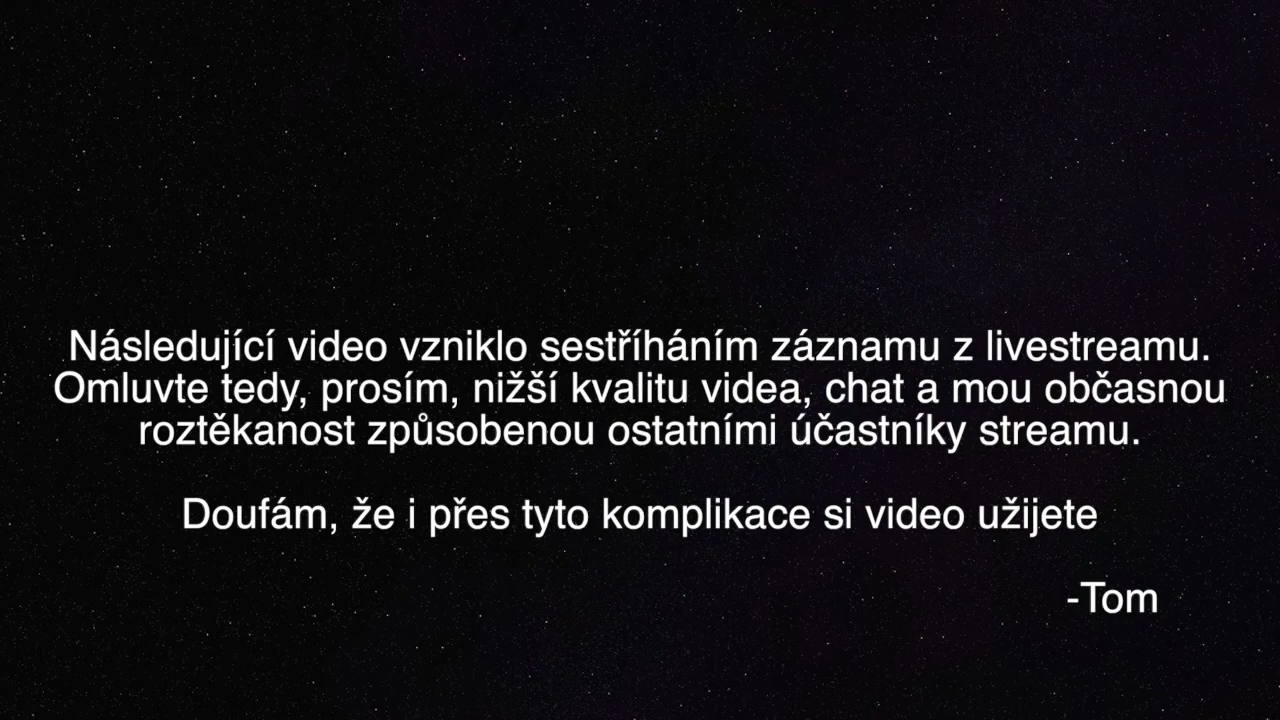 Následující video vzniklo sestříháním záznamu z livestreamu.
Omluvte tedy, prosím, nižší kvalitu videa, chat a mou občasnou
roztěkanost způsobenou ostatními účastníky streamu.
Doufám, že i přes tyto komplikace si video užijete
-Tom